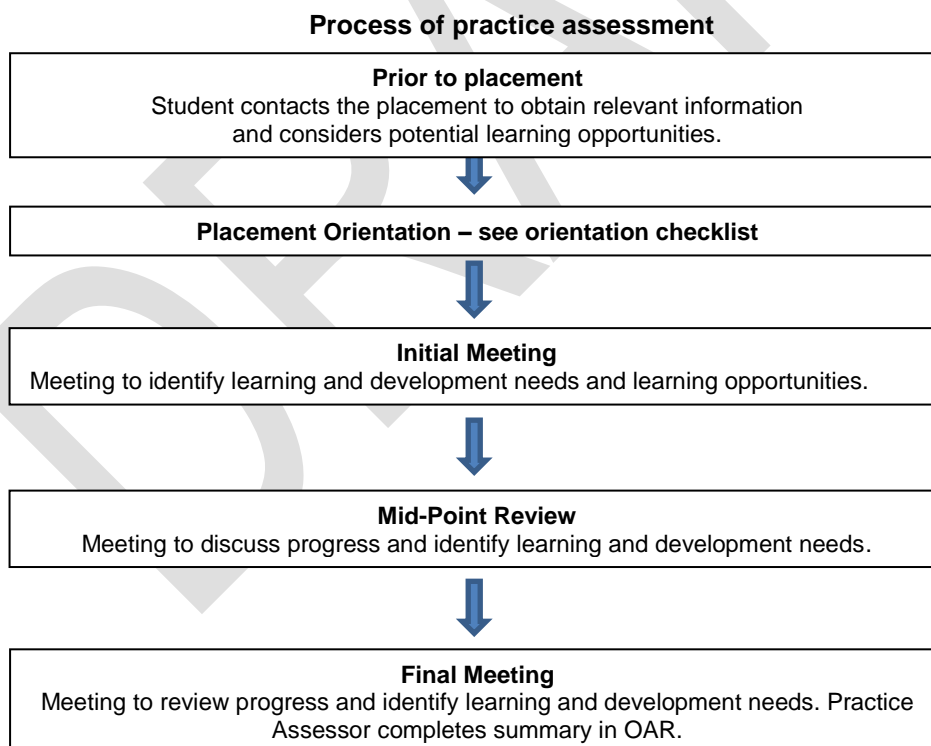 Process of practice assessment
Prior to placement
Student contacts the placement to obtain relevant information
and considers potential learning opportunities.
Placement Orientation – see orientation checklist
Initial Meeting
Meeting to identify learning and development needs and learning opportunities.
Mid-Point Review
Meeting to discuss progress and identify learning and development needs.
Final Meeting
Meeting to review progress and identify learning and development needs. Practice
Assessor completes summary in OAR.